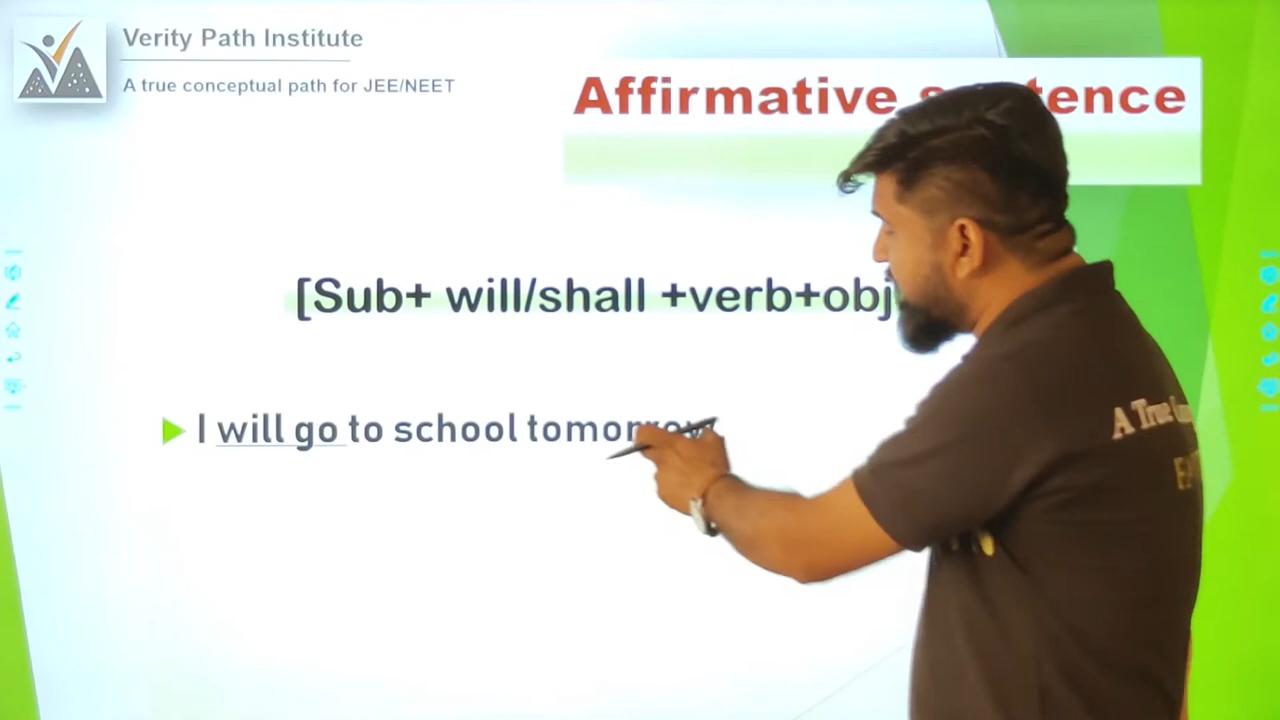 Verity Path Institute
A true conceptual path for JEE/NEET
Affirmative
[Sub+ will/shall +verb+obj
I will go to school tomorrow
A True